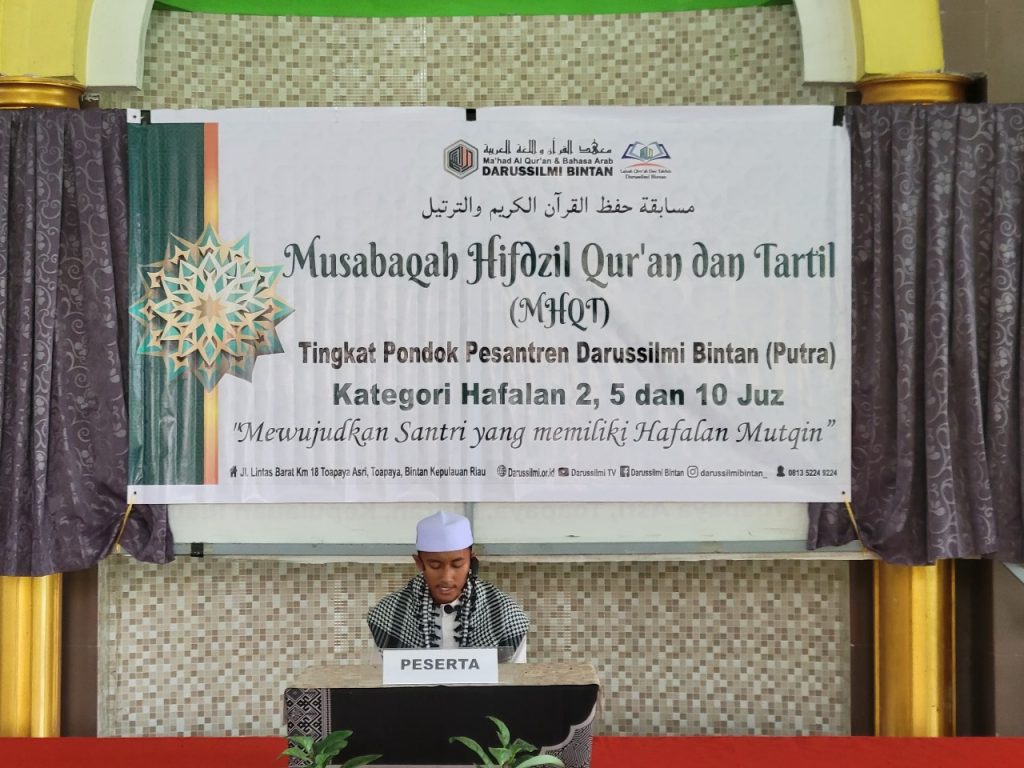 معهد القرآن واللغة العربية
Ma'had Al Qur'an & Bahasa Arab
DARUSSILMI BINTAN
Darussilmi Bintan
مسابقة حفظ القرآن الكريم والترتيل
Musabaqah Hifdzil Qur'an dan Tartil
(MHQT)
Tingkat Pondok Pesantren Darussilmi Bintan (Putra)
Kategori Hafalan 2, 5 dan 10 Juz
"Mewujudkan Santri yang memiliki Hafalan Mutqin”
Jl. Lintas Barat Km 18 Toapaya Asri, Toapaya, Bintan Kepulauan Riau Darussilmi.or.id Darussilmi TV Darussilmi Bintan darussilmibintan_ 0813 5224 9224
PESERTA